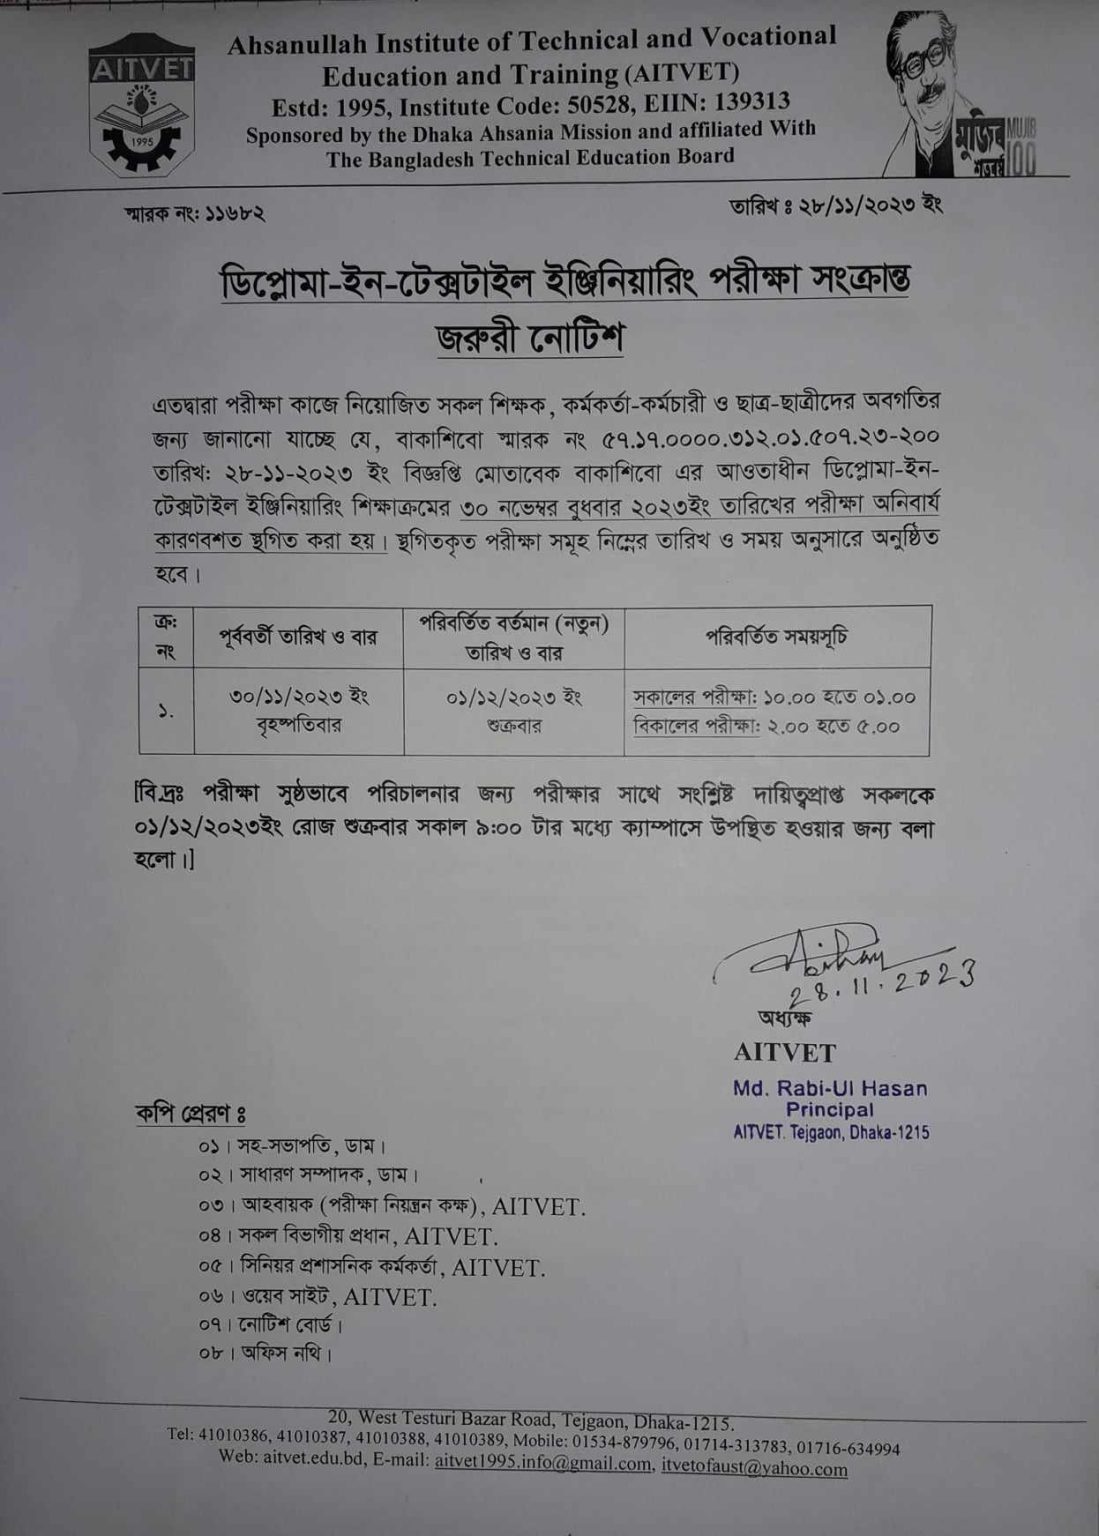 AITVET
1995
Ahsanullah Institute of Technical and Vocational
Education and Training (AITVET)
Estd: 1995, Institute Code: 50528, EIIN: 139313
Sponsored by the Dhaka Ahsania Mission and affiliated With
The Bangladesh Technical Education Board
মুজিব MUJIB
শতবর্ষ 100
স্মারক নং: ১১৬৮২
তারিখ ঃ ২৮/১১/২০২৩ ইং
ডিপ্লোমা-ইন-টেক্সটাইল ইঞ্জিনিয়ারিং পরীক্ষা সংক্রান্ত
জরুরী নোটিশ
এতদ্বারা পরীক্ষা কাজে নিয়োজিত সকল শিক্ষক, কর্মকর্তা-কর্মচারী ও ছাত্র-ছাত্রীদের অবগতির
জন্য জানানো যাচ্ছে যে, বাকাশিবো স্মারক নং ৫৭.১৭.০০০০.৩১২.০১.৫০৭.২৩-২০০
তারিখ: ২৮-১১-২০২৩ ইং বিজ্ঞপ্তি মোতাবেক বাকাশিবো এর আওতাধীন ডিপ্লোমা-ইন-
টেক্সটাইল ইঞ্জিনিয়ারিং শিক্ষাক্রমের ৩০ নভেম্বর বুধবার ২০২৩ইং তারিখের পরীক্ষা অনিবার্য
কারণবশত স্থগিত করা হয়। স্থগিতকৃত পরীক্ষা সমূহ নিম্নের তারিখ ও সময় অনুসারে অনুষ্ঠিত
হবে।
ক্র: নং
পূর্ববর্তী তারিখ ও বার
পরিবর্তিত বর্তমান (নতুন)
তারিখ ও বার
পরিবর্তিত সময়সূচি
১.
৩০/১১/২০২৩ ইং
বৃহস্পতিবার
০১/১২/২০২৩ ইং
শুক্রবার
সকালের পরীক্ষা: ১০.০০ হতে ০১.০০
বিকালের পরীক্ষা: ২.০০ হতে ৫.০০
[বি.দ্রঃ পরীক্ষা সুষ্ঠভাবে পরিচালনার জন্য পরীক্ষার সাথে সংশ্লিষ্ট দায়িত্বপ্রাপ্ত সকলকে
০১/১২/২০২৩ইং রোজ শুক্রবার সকাল ৯:০০ টার মধ্যে ক্যাম্পাসে উপস্থিত হওয়ার জন্য বলা
হলো।]
28.11.2023
অধ্যক্ষ
AITVET
Md. Rabi-Ul Hasan
Principal
AITVET. Tejgaon, Dhaka-1215
কপি প্রেরণ ঃ
০১। সহ-সভাপতি, ডাম।
০২। সাধারণ সম্পাদক, ডাম।
০৩। আহবায়ক (পরীক্ষা নিয়ন্ত্রন কক্ষ), AITVET.
০৪। সকল বিভাগীয় প্রধান, AITVET.
০৫। সিনিয়র প্রশাসনিক কর্মকর্তা, AITVET.
০৬। ওয়েব সাইট, AITVET.
০৭। নোটিশ বোর্ড।
০৮। অফিস নথি।
20, West Testuri Bazar Road, Tejgaon, Dhaka-1215.
Tel: 41010386, 41010387, 41010388, 41010389, Mobile: 01534-879796, 01714-313783, 01716-634994
Web: aitvet.edu.bd, E-mail: aitvet1995.info@gmail.com, itvetofaust@yahoo.com